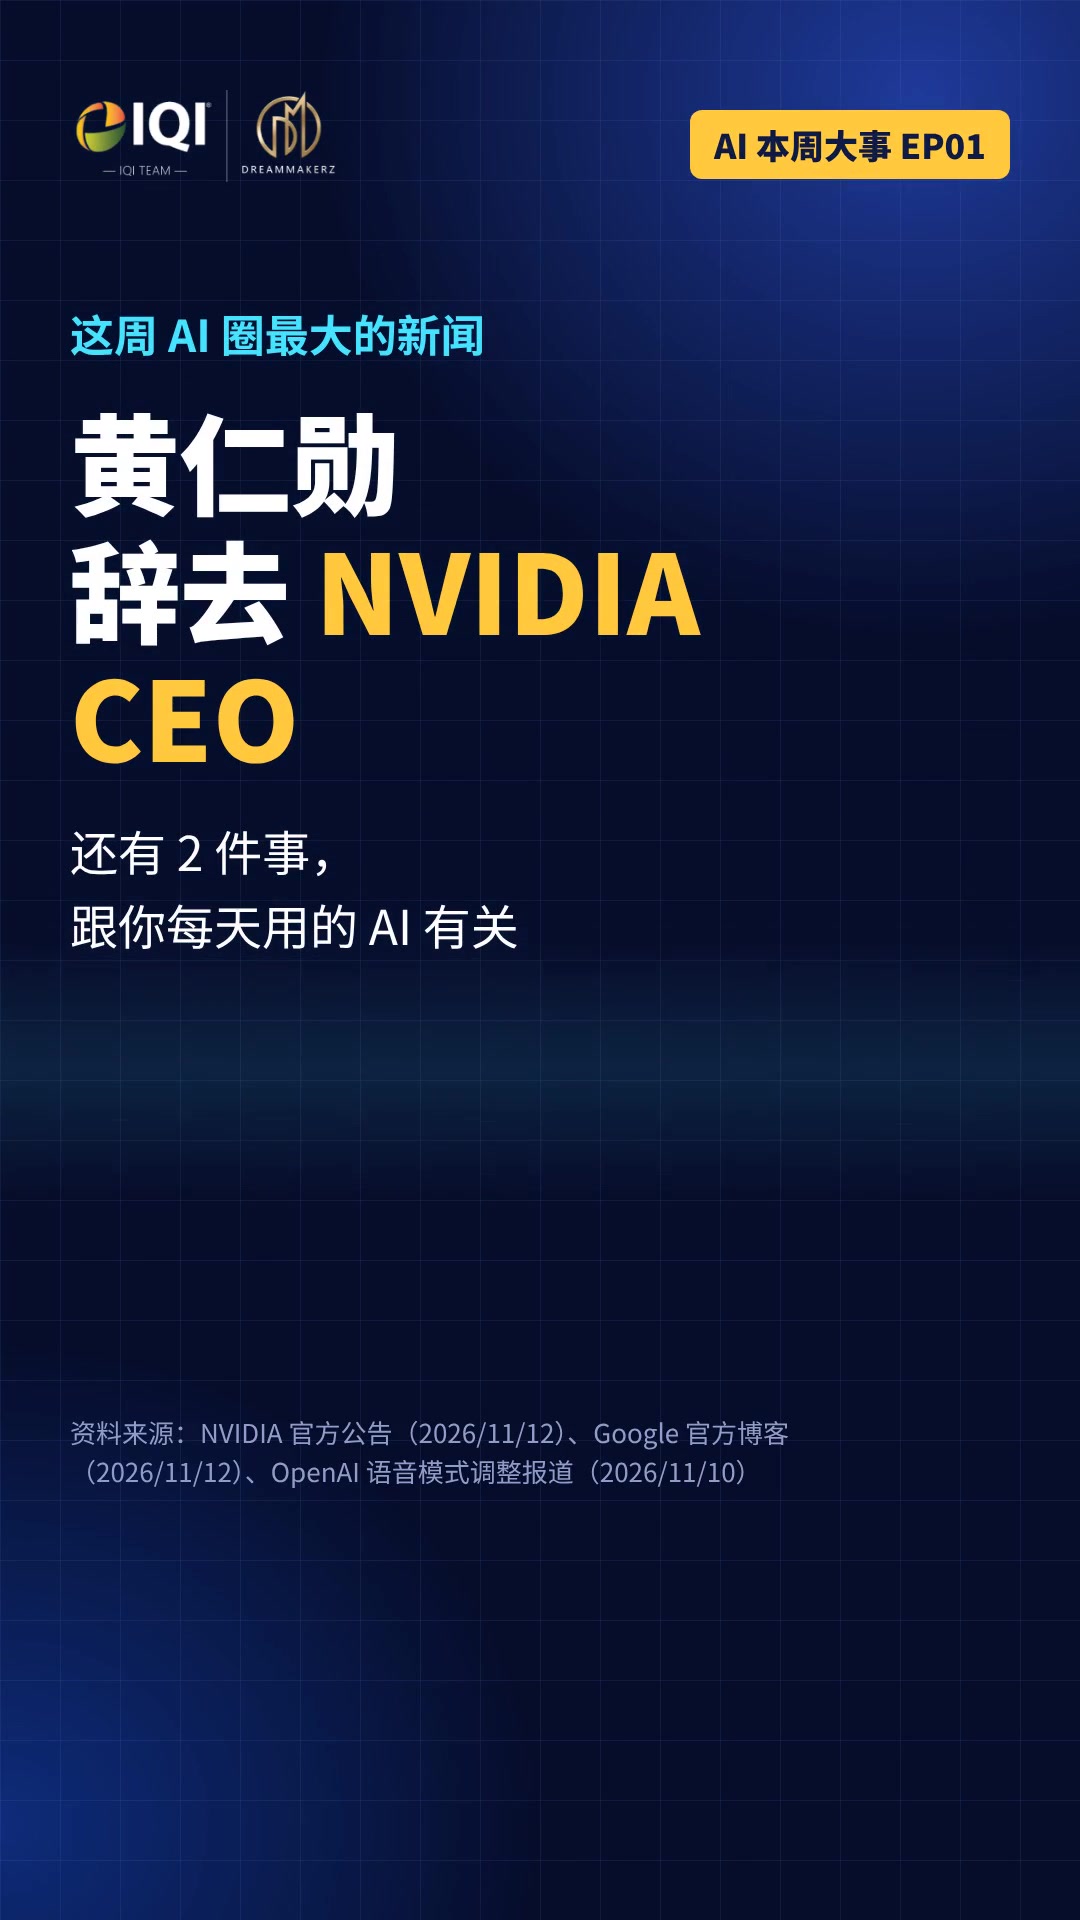 IQI
IQI TEAM
DREAMMAKERZ
AI 本周大事 EP01
这周 AI 圈最大的新闻
黄仁勋
辞去 NVIDIA
CEO
还有 2 件事，
跟你每天用的 AI 有关
资料来源：NVIDIA 官方公告（2026/11/12）、Google 官方博客
（2026/11/12）、OpenAI 语音模式调整报道（2026/11/10）